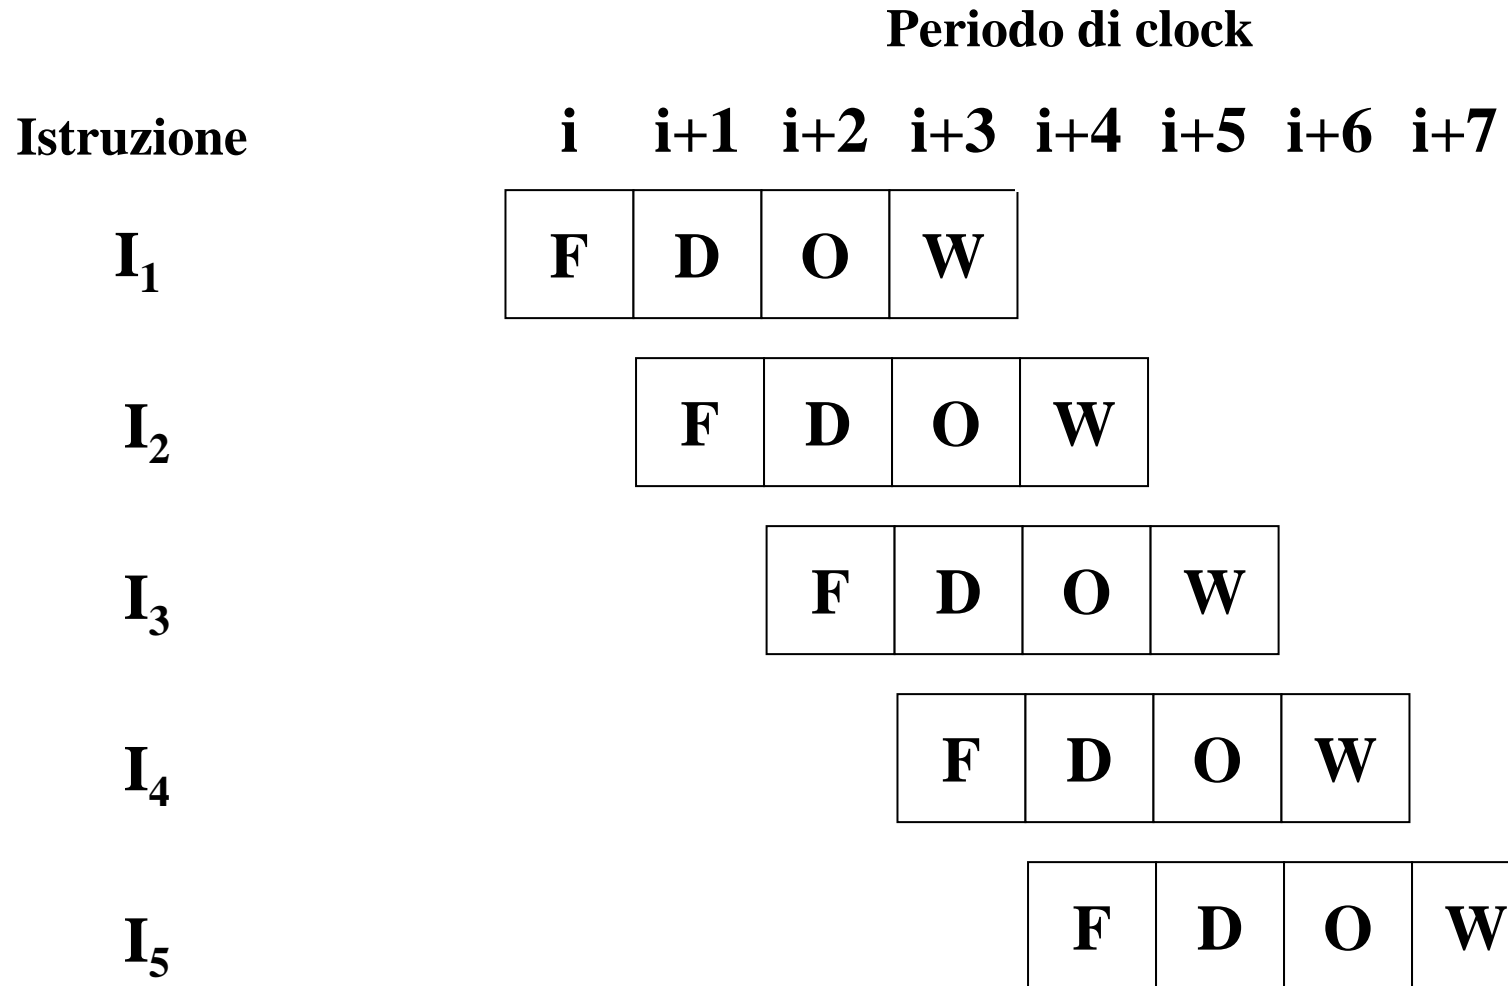 Periodo di clock
Istruzione i i+1 i+2 i+3 i+4 i+5 i+6 i+7
I₁ F D O W
I₂ F D O W
I₃ F D O W
I₄ F D O W
I₅ F D O W